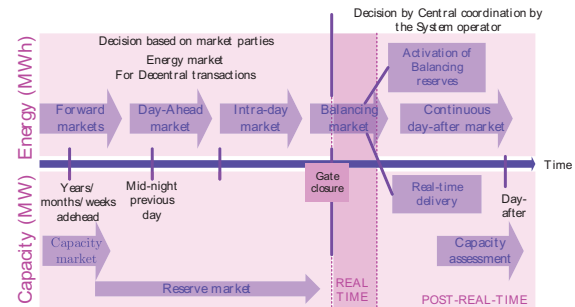 Decision by Central coordination by
the System operator
Decision based on market parties
Energy market
For Decentral transactions
Energy (MWh)
Activation of
Balancing
reserves
Forward
markets
Day-Ahead
market
Intra-day market
Balancing
market
Continuous
day-after market
Time
Years/
months/ weeks
adehead
Mid-night
previous
day
Gate
closure
Real-time
delivery
Day-
after
Capacity (MW)
Capacity
market
Capacity
assessment
Reserve market
REAL
TIME
POST-REAL-TIME